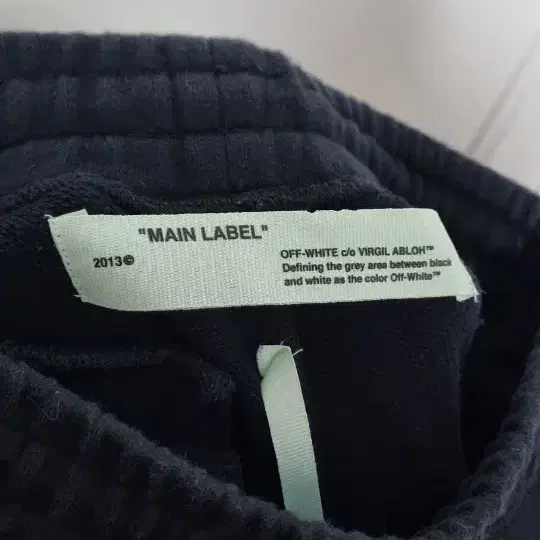 "MAIN LABEL"
2013©
OFF-WHITE c/o VIRGIL ABLOH™
Defining the grey area between black
and white as the color Off-White™